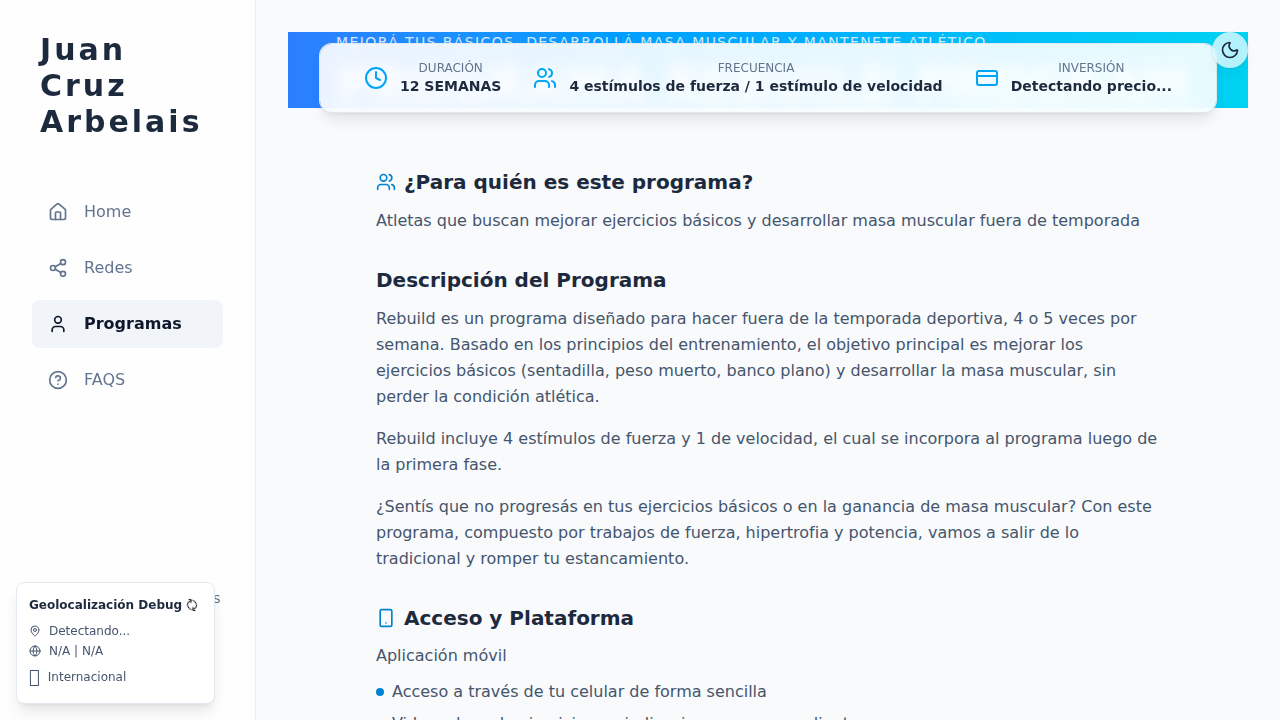 Juan
Cruz
Arbelais
Home
Redes
Programas
FAQS
s
Geolocalización Debug
Detectando...
N/A | N/A
Internacional
MEJORÁ TUS BÁSICOS, DESARROLLÁ MASA MUSCULAR Y MANTENETE ATLÉTICO
DURACIÓN
12 SEMANAS
FRECUENCIA
4 estímulos de fuerza / 1 estímulo de velocidad
INVERSIÓN
Detectando precio...
¿Para quién es este programa?
Atletas que buscan mejorar ejercicios básicos y desarrollar masa muscular fuera de temporada
Descripción del Programa
Rebuild es un programa diseñado para hacer fuera de la temporada deportiva, 4 o 5 veces por
semana. Basado en los principios del entrenamiento, el objetivo principal es mejorar los
ejercicios básicos (sentadilla, peso muerto, banco plano) y desarrollar la masa muscular, sin
perder la condición atlética.
Rebuild incluye 4 estímulos de fuerza y 1 de velocidad, el cual se incorpora al programa luego de
la primera fase.
¿Sentís que no progresás en tus ejercicios básicos o en la ganancia de masa muscular? Con este
programa, compuesto por trabajos de fuerza, hipertrofia y potencia, vamos a salir de lo
tradicional y romper tu estancamiento.
Acceso y Plataforma
Aplicación móvil
Acceso a través de tu celular de forma sencilla